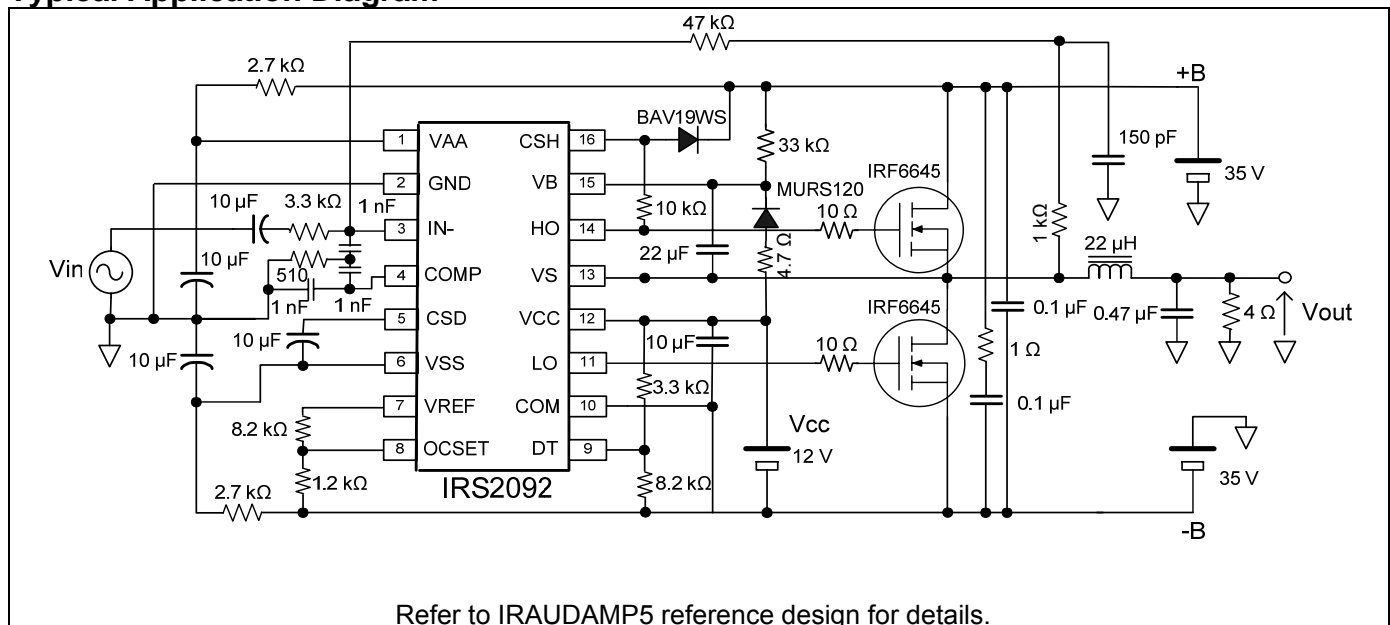 Typical Application Diagram
47 kΩ
2.7 kΩ
+B
BAV19WS
1 VAA CSH 16
33 kΩ
150 pF
35 V
2 GND VB 15
MURS120
IRF6645
10 µF
3.3 kΩ
1 nF
10 kΩ
10 Ω
1 kΩ
3 IN- HO 14
22 µH
Vin
10 µF
510
22 µF
4.7 Ω
4 COMP VS 13
1 nF
1 nF
IRF6645
5 CSD VCC 12
0.1 µF
0.47 µF
4 Ω
Vout
10 µF
10 µF
10 µF
10 Ω
1 Ω
6 VSS LO 11
3.3 kΩ
7 VREF COM 10
0.1 µF
8.2 kΩ
Vcc
8 OCSET DT 9
12 V
35 V
1.2 kΩ
IRS2092
8.2 kΩ
2.7 kΩ
-B
Refer to IRAUDAMP5 reference design for details.